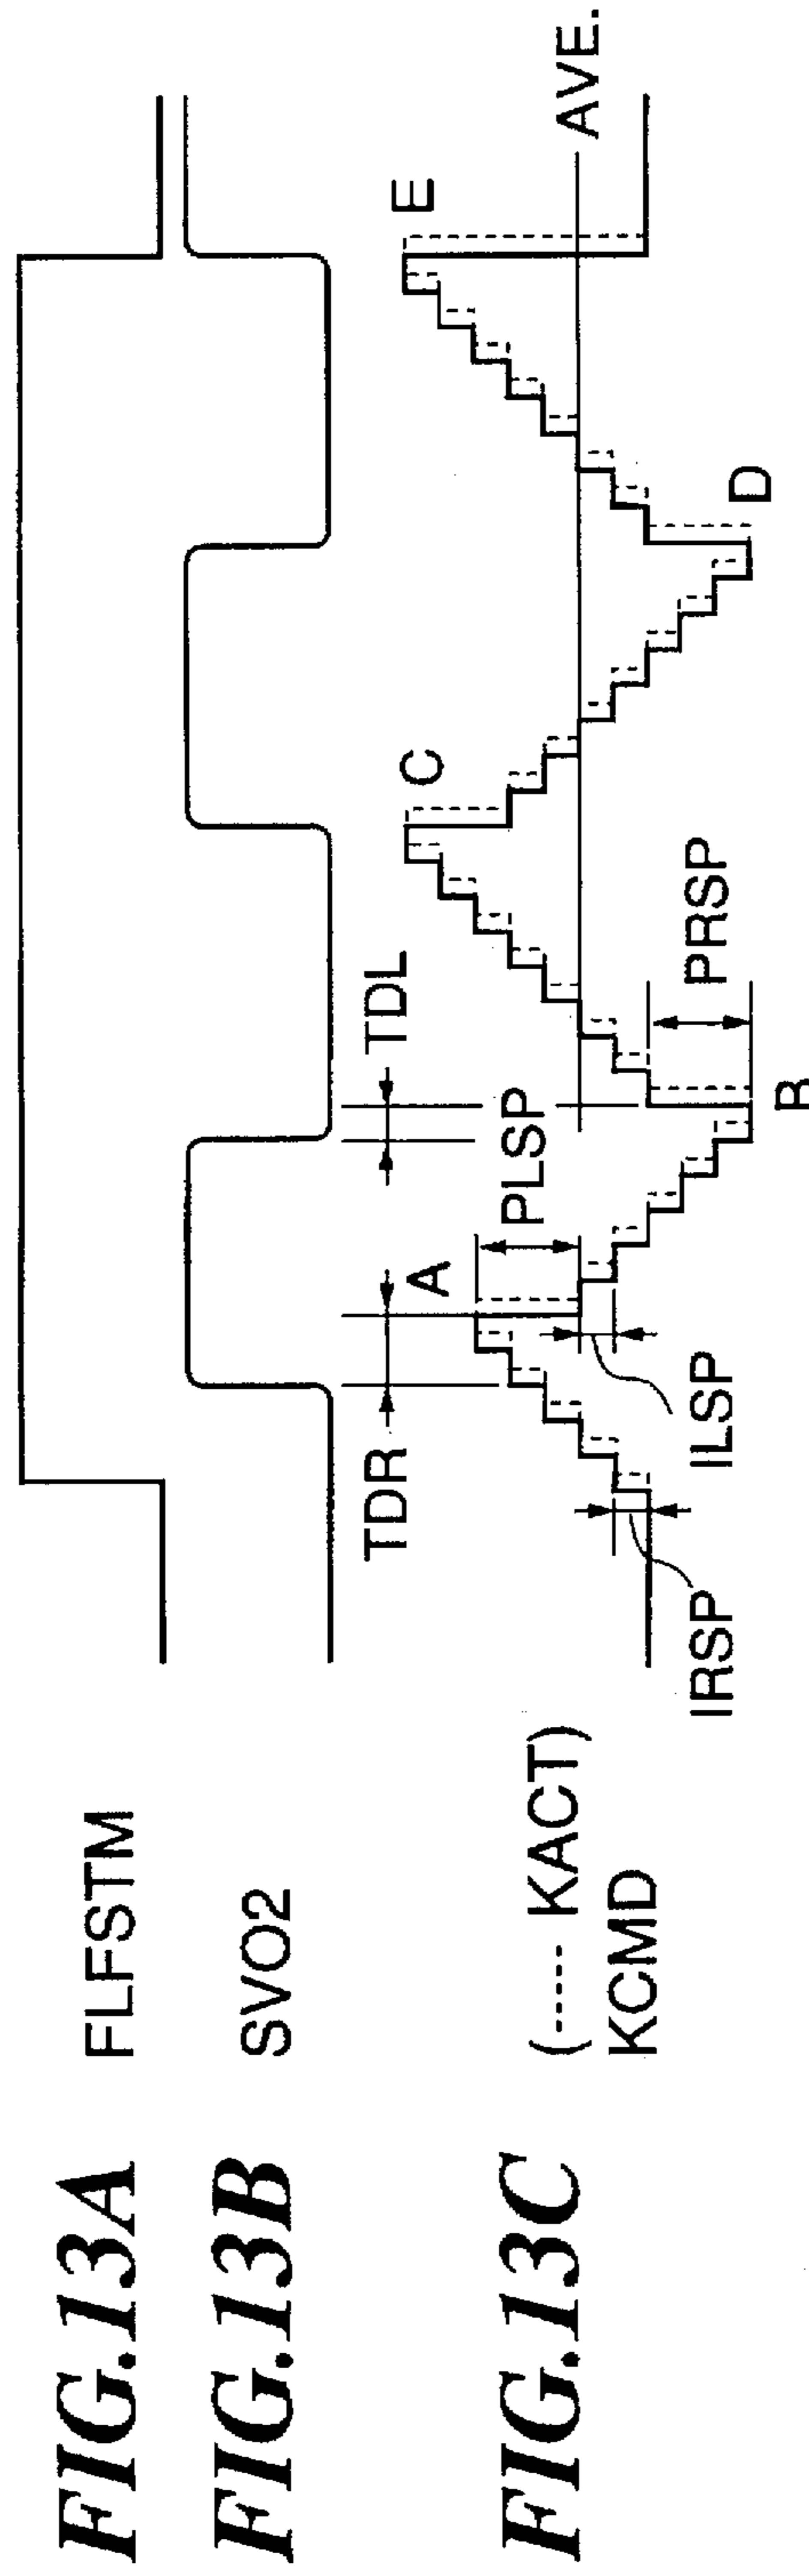 FIG.13A FLFSTM
FIG.13B SVO2
TDR TDL
FIG.13C (----- KACT)
KCMD
A
B
C
D
E
AVE.
PLSP
PRSP
ILSP
IRSP